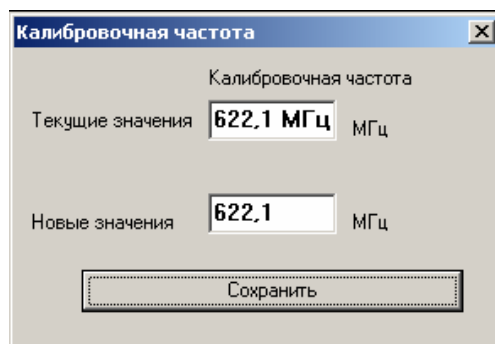 Калибровочная частота
Калибровочная частота
Текущие значения 622,1 МГц МГц
Новые значения 622,1 МГц
Сохранить